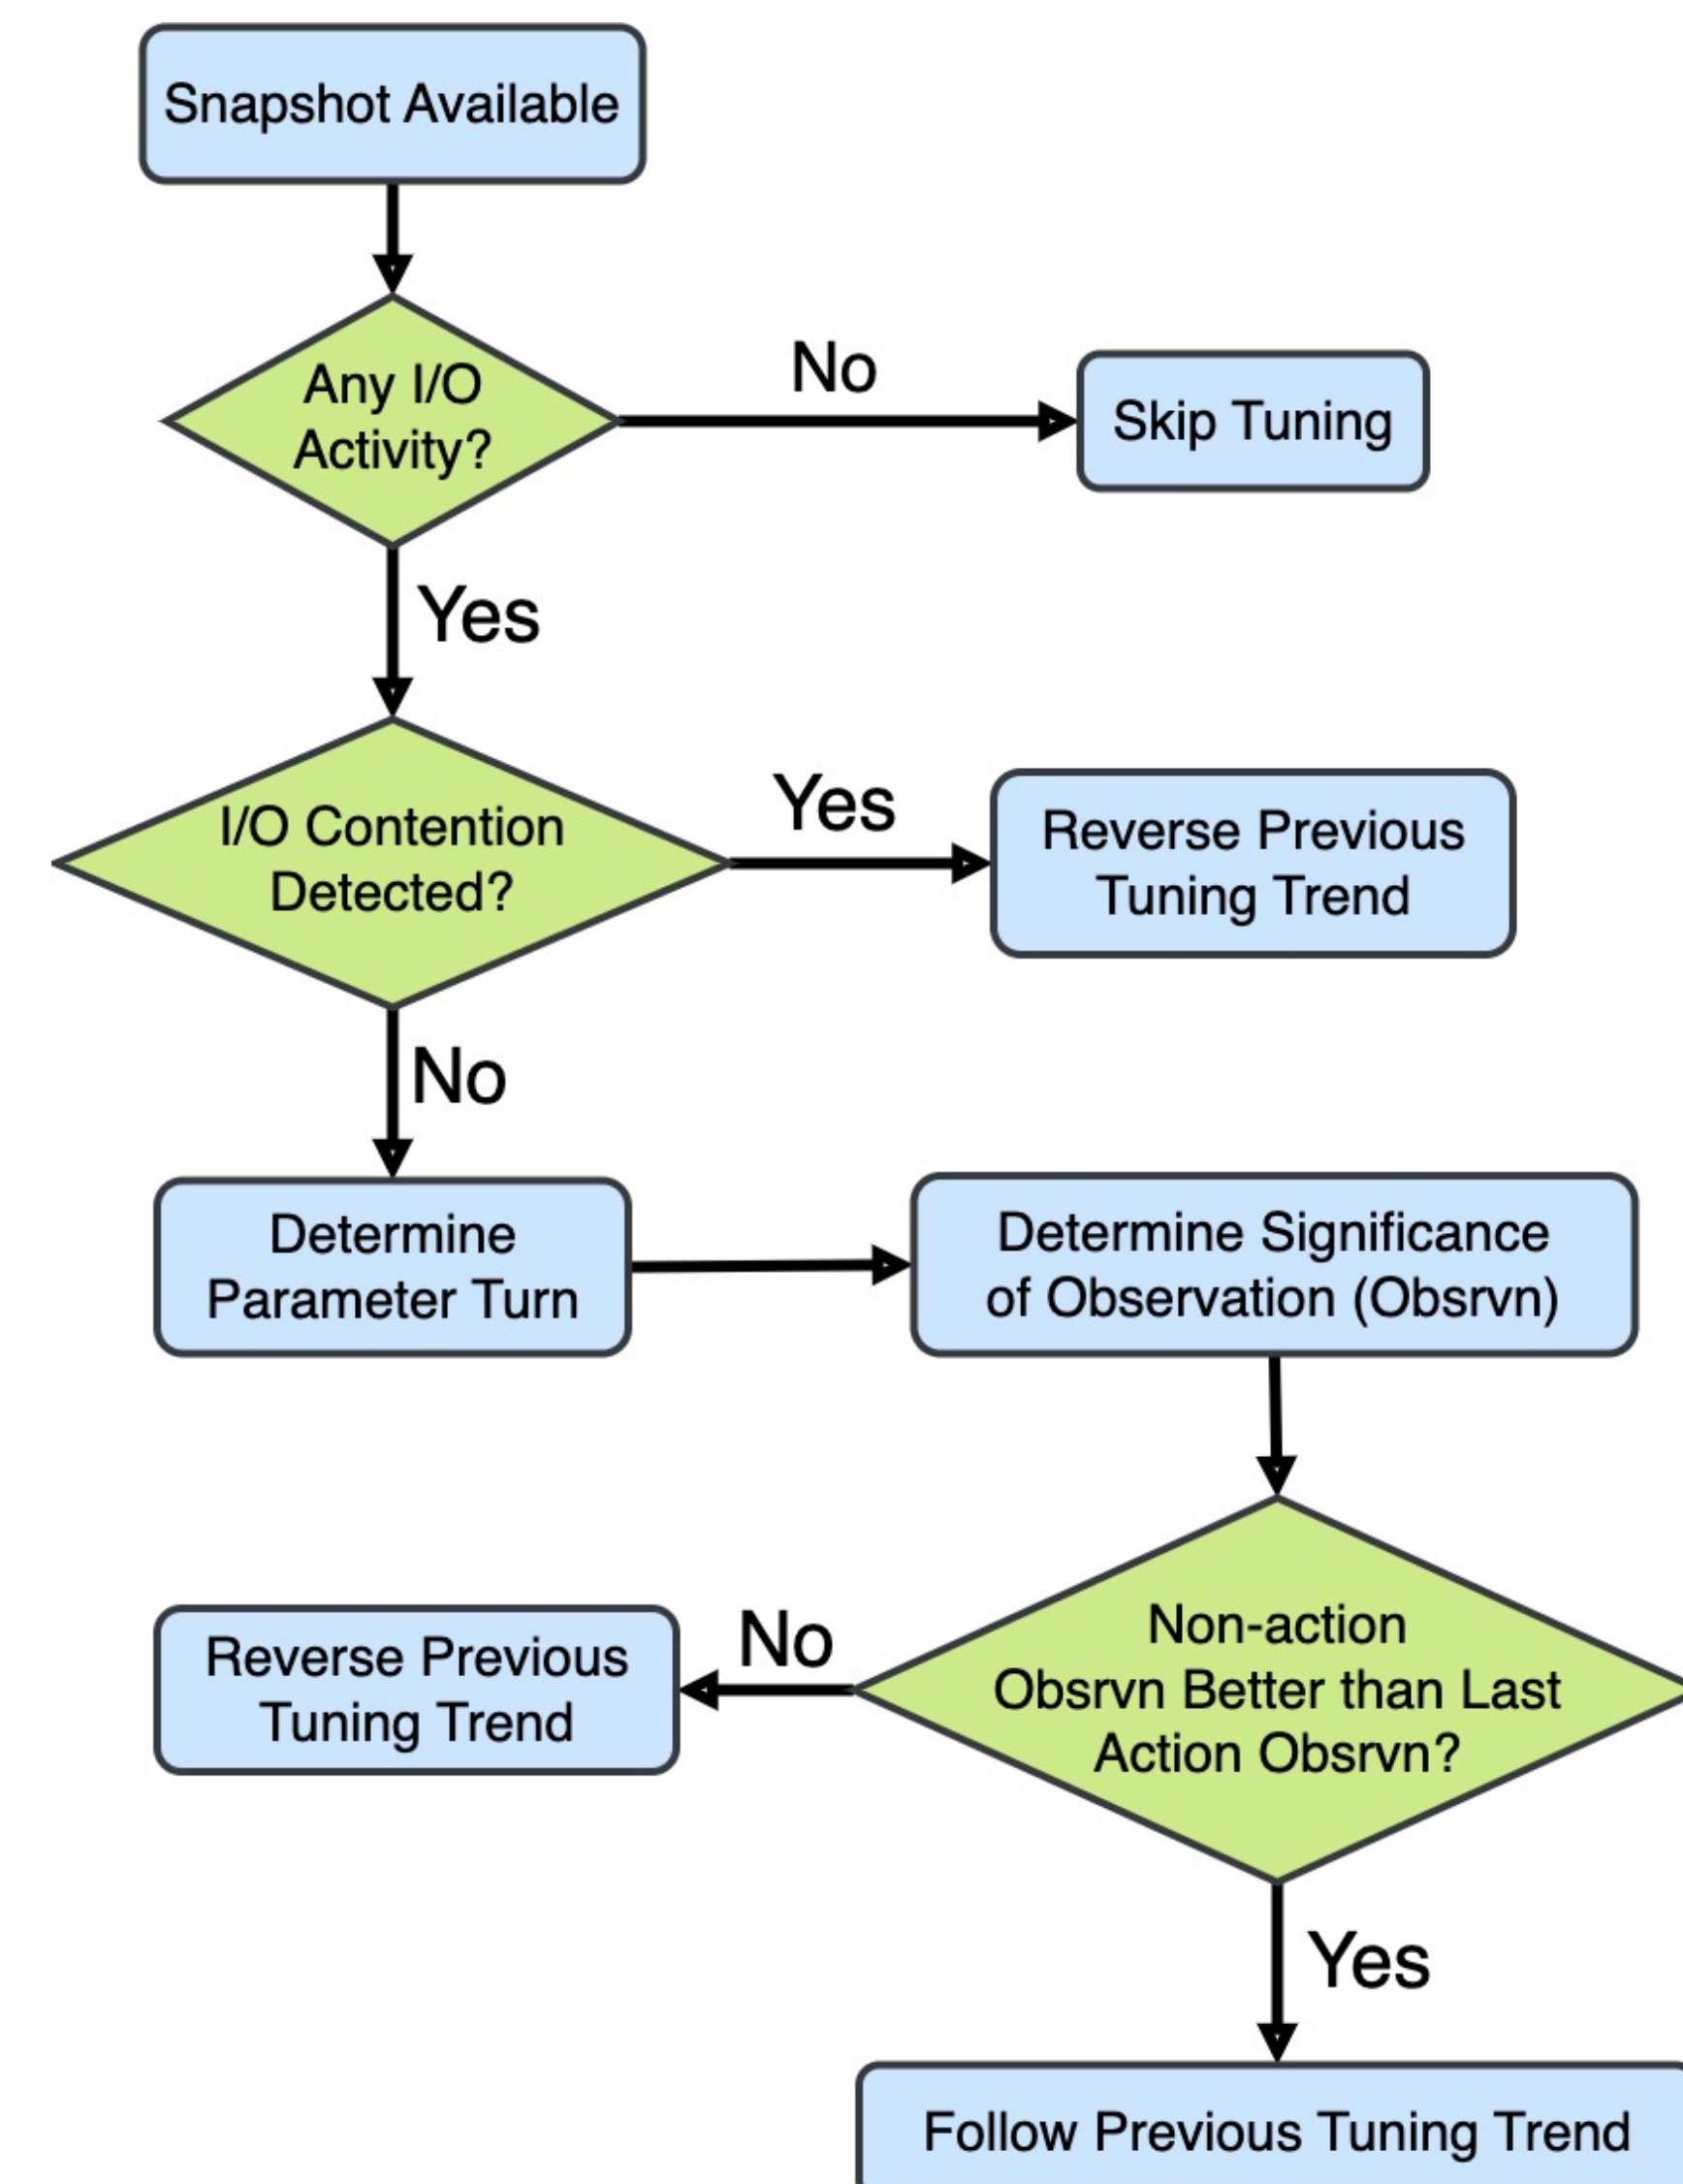 Snapshot Available
Any I/O
Activity?
No
Skip Tuning
Yes
I/O Contention
Detected?
Yes
Reverse Previous
Tuning Trend
No
Determine
Parameter Turn
Determine Significance
of Observation (Obsrvn)
Non-action
Obsrvn Better than Last
Action Obsrvn?
No
Reverse Previous
Tuning Trend
Yes
Follow Previous Tuning Trend